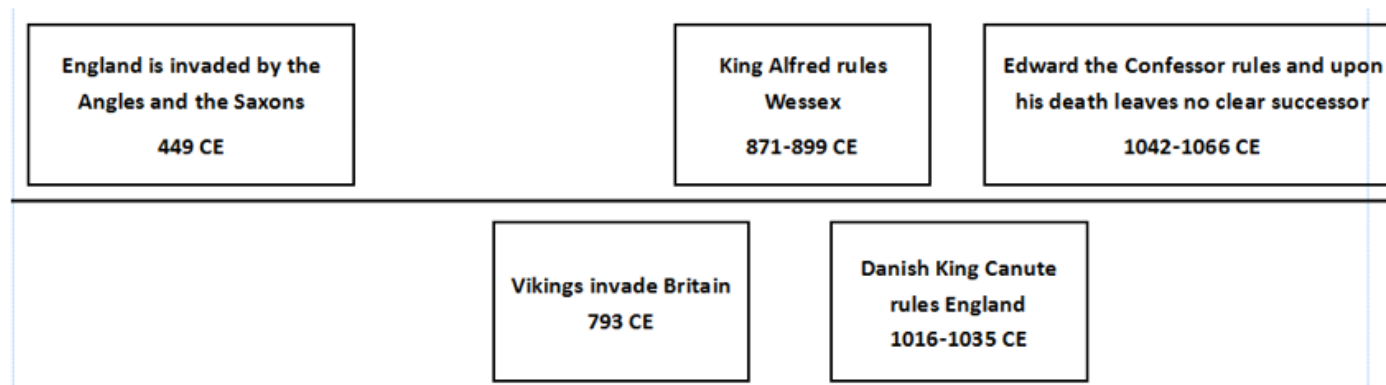 England is invaded by the
Angles and the Saxons
449 CE
King Alfred rules
Wessex
871-899 CE
Edward the Confessor rules and upon
his death leaves no clear successor
1042-1066 CE
Vikings invade Britain
793 CE
Danish King Canute
rules England
1016-1035 CE